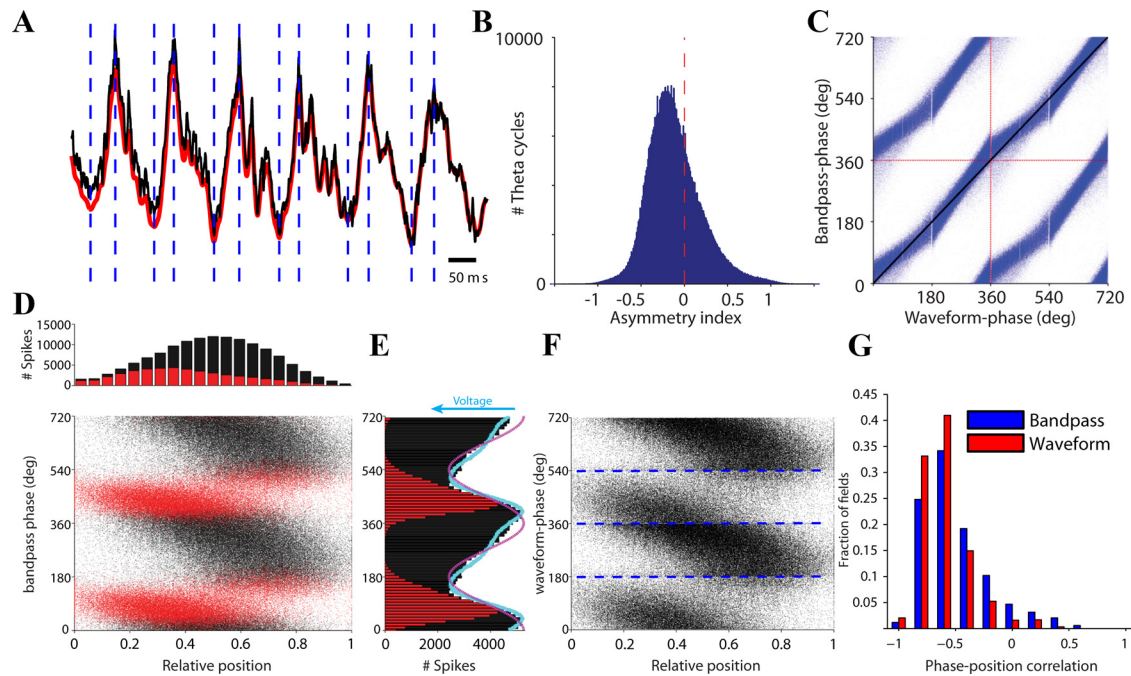 A
50 m s
B
10000
# Theta cycles
0
-1
-0.5
0
0.5
1
Asymmetry index
C
720
540
360
180
0
Bandpass-phase (deg)
180
360
540
720
Waveform-phase (deg)
D
15000
10000
5000
0
# Spikes
720
540
360
180
0
bandpass phase (deg)
0
0.2
0.4
0.6
0.8
1
Relative position
E
Voltage
720
540
360
180
0
0
2000
4000
# Spikes
F
720
540
360
180
0
waveform-phase (deg)
0
0.2
0.4
0.6
0.8
1
Relative position
G
0.45
0.4
0.35
0.3
0.25
0.2
0.15
0.1
0.05
Fraction of fields
Bandpass
Waveform
−1
−0.5
0
0.5
1
Phase-position correlation